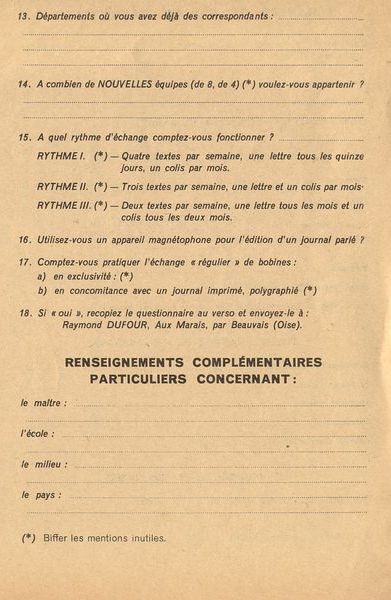 13. Départements où vous avez déjà des correspondants :
14. A combien de NOUVELLES équipes (de 8, de 4) (*) voulez-vous appartenir ?
15. A quel rythme d'échange comptez-vous fonctionner ?
RYTHME I. (*) — Quatre textes par semaine, une lettre tous les quinze
jours, un colis par mois.
RYTHME II. (*) — Trois textes par semaine, une lettre et un colis par mois.
RYTHME III. (*) — Deux textes par semaine, une lettre tous les mois et un
colis tous les deux mois.
16. Utilisez-vous un appareil magnétophone pour l'édition d'un journal parlé ?
17. Comptez-vous pratiquer l'échange « régulier » de bobines :
a) en exclusivité : (*)
b) en concomitance avec un journal imprimé, polygraphié (*)
18. Si « oui », recopiez le questionnaire au verso et envoyez-le à :
Raymond DUFOUR, Aux Marais, par Beauvais (Oise).
RENSEIGNEMENTS COMPLÉMENTAIRES
PARTICULIERS CONCERNANT :
le maître :
l'école :
le milieu :
le pays :
(*) Biffer les mentions inutiles.